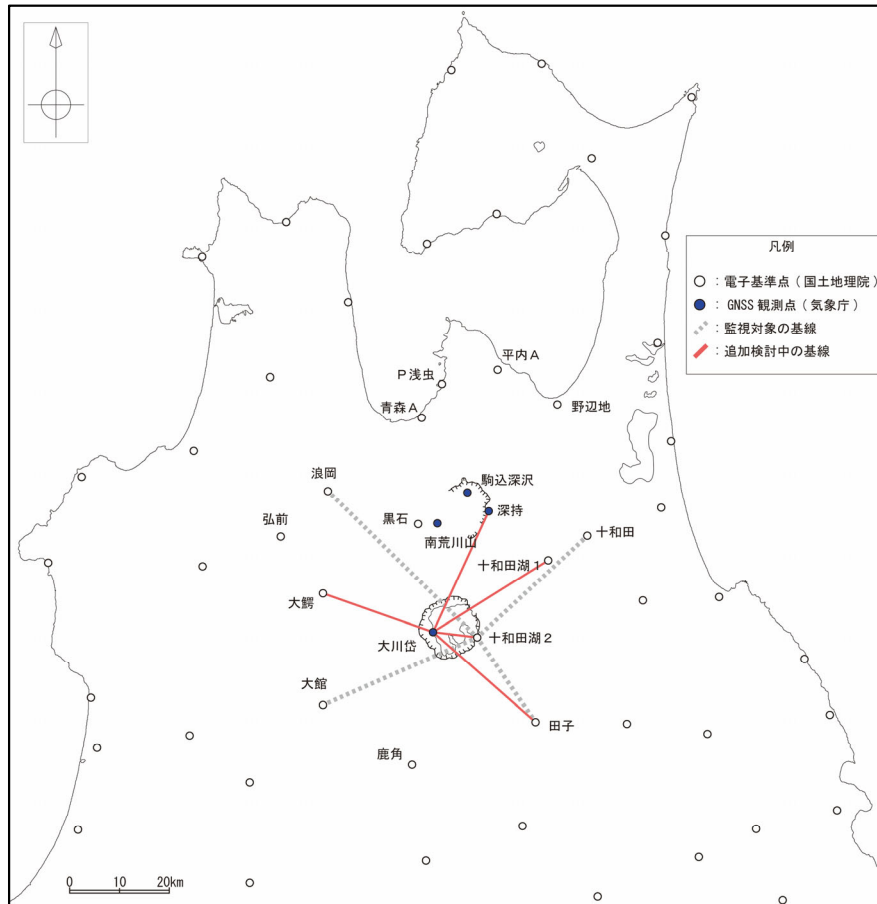 凡例
：電子基準点（国土地理院）
：GNSS 観測点（気象庁）
：監視対象の基線
：追加検討中の基線
平内A
P浅虫
青森A
野辺地
駒込深沢
浪岡
深持
黒石
弘前
南荒川山
十和田
十和田湖1
大鰐
大川岱
十和田湖2
大館
田子
鹿角
0 10 20km